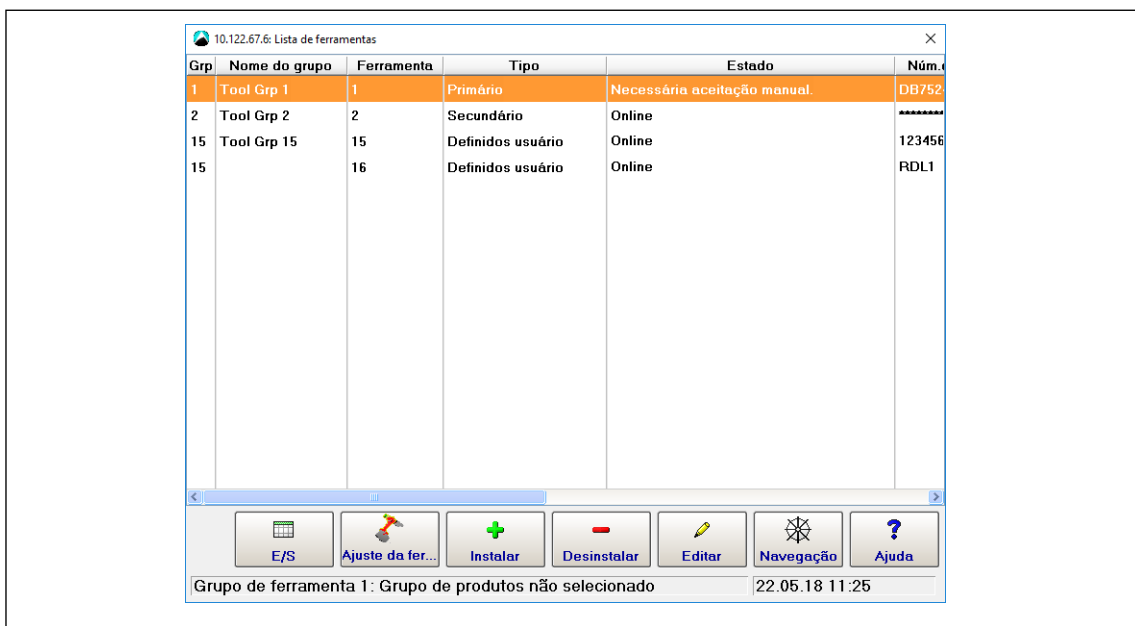 10.122.67.6: Lista de ferramentas
Grp Nome do grupo Ferramenta Tipo Estado Núm.
1 Tool Grp 1 1 Primário Necessária aceitação manual. DB752
2 Tool Grp 2 2 Secundário Online ********
15 Tool Grp 15 15 Definidos usuário Online 123456
15 16 Definidos usuário Online RDL1
E/S Ajuste da fer... Instalar Desinstalar Editar Navegação Ajuda
Grupo de ferramenta 1: Grupo de produtos não selecionado 22.05.18 11:25